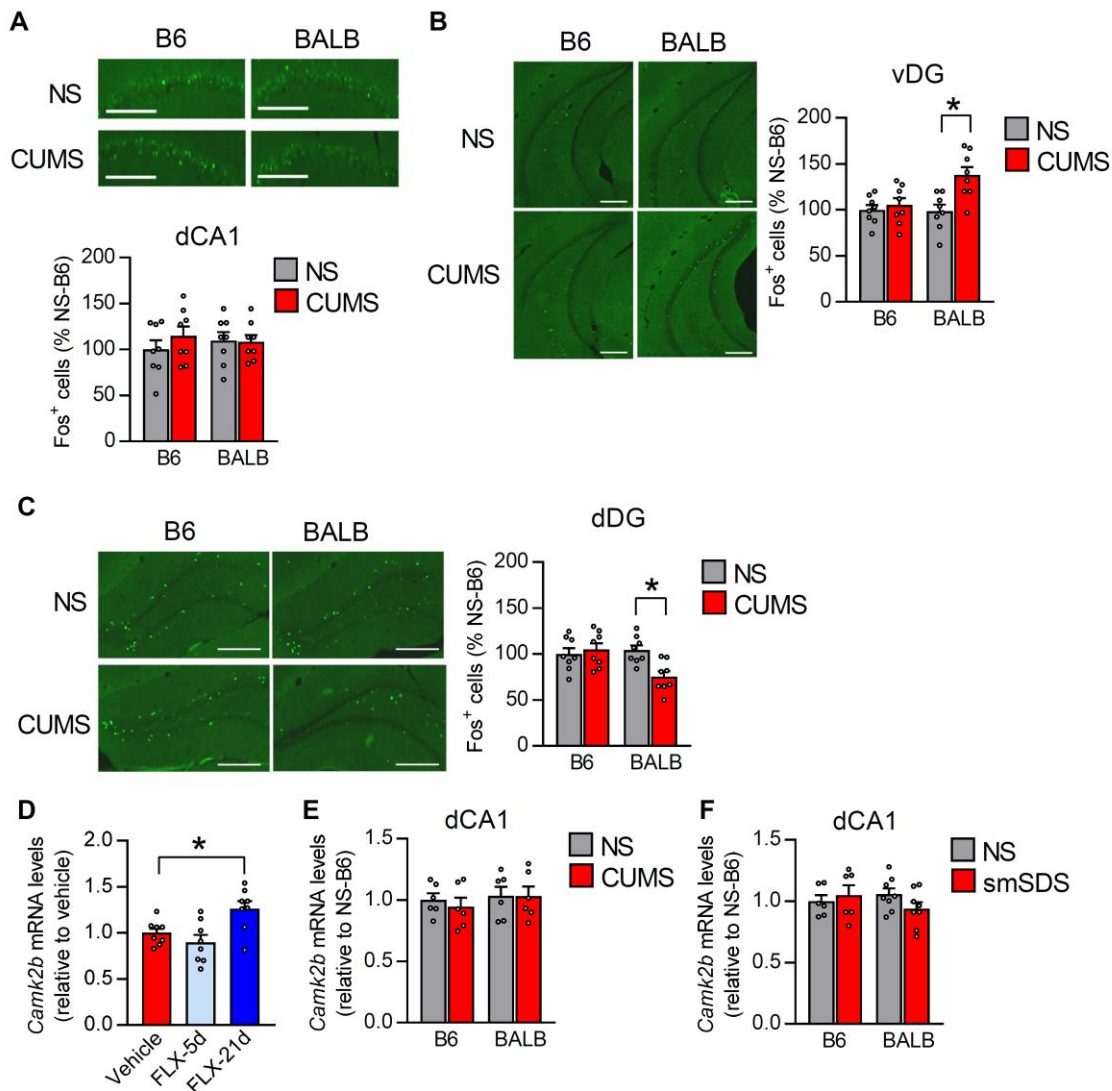 A
B6 BALB
NS
CUMS
dCA1
Fos+ cells (% NS-B6)
200
150
100
50
0
B6 BALB
NS
CUMS
B
B6 BALB
NS
CUMS
vDG
Fos+ cells (% NS-B6)
200
150
100
50
0
*
B6 BALB
NS
CUMS
C
B6 BALB
NS
CUMS
dDG
Fos+ cells (% NS-B6)
200
150
100
50
0
*
B6 BALB
NS
CUMS
D
Camk2b mRNA levels
(relative to vehicle)
2.0
1.5
1.0
0.5
0.0
*
Vehicle
FLX-5d
FLX-21d
E
dCA1
Camk2b mRNA levels
(relative to NS-B6)
1.5
1.0
0.5
0.0
B6 BALB
NS
CUMS
F
dCA1
Camk2b mRNA levels
(relative to NS-B6)
1.5
1.0
0.5
0.0
B6 BALB
NS
smSDS